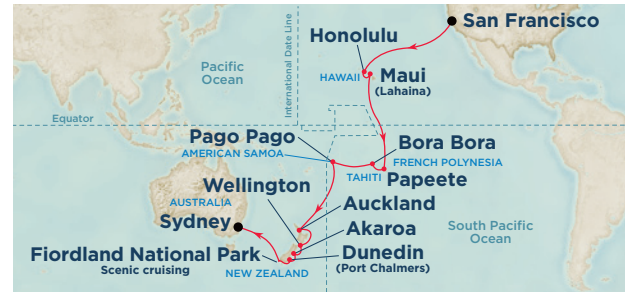 San Francisco
Honolulu
Pacific
Ocean
International Date Line
HAWAII
Maui
(Lahaina)
Equator
Pago Pago
AMERICAN SAMOA
Bora Bora
FRENCH POLYNESIA
TAHITI
Papeete
Wellington
AUSTRALIA
Auckland
Sydney
Akaroa
South Pacific
Ocean
Fiordland National Park
Scenic cruising
NEW ZEALAND
Dunedin
(Port Chalmers)